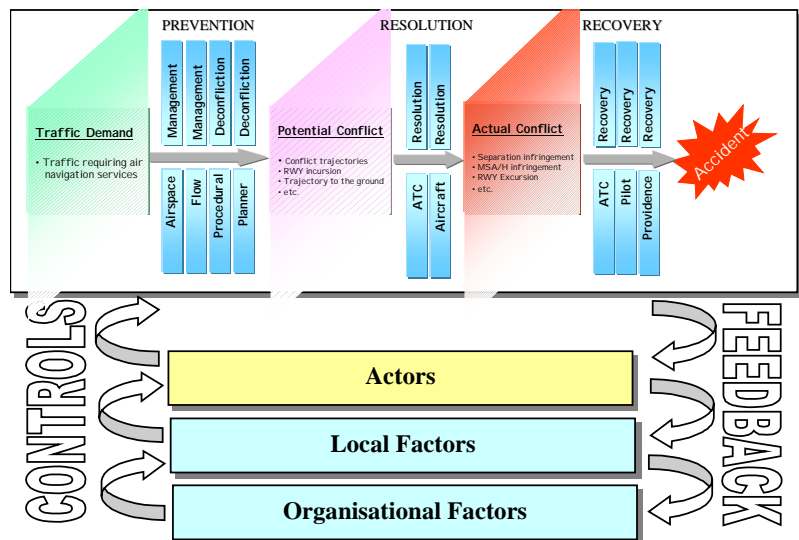 PREVENTION
RESOLUTION
RECOVERY
Traffic Demand
• Traffic requiring air
navigation services
Management
Management
Deconfliction
Deconfliction
Airspace
Flow
Procedural
Planner
Potential Conflict
• Conflict trajectories
• RWY incursion
• Trajectory to the ground
• etc.
Resolution
Resolution
ATC
Aircraft
Actual Conflict
• Separation infringement
• MSA/H infringement
• RWY Excursion
• etc.
Recovery
Recovery
Recovery
ATC
Pilot
Providence
Accident
CONTROLS
FEEDBACK
Actors
Local Factors
Organisational Factors